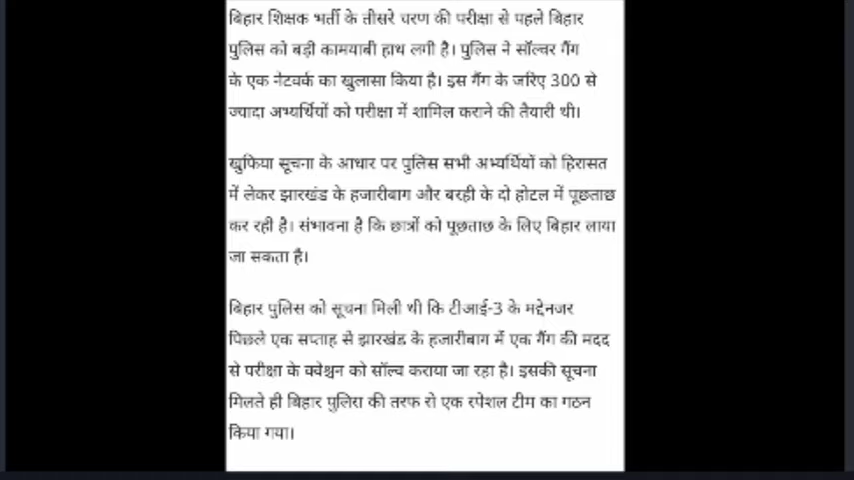 बिहार शिक्षक भर्ती के तीसरे चरण की परीक्षा से पहले बिहार
पुलिस को बड़ी कामयाबी हाथ लगी है। पुलिस ने सॉल्वर गैंग
के एक नेटवर्क का खुलासा किया है। इस गैंग के जरिए 300 से
ज्यादा अभ्यर्थियों को परीक्षा में शामिल कराने की तैयारी थी।
खुफिया सूचना के आधार पर पुलिस सभी अभ्यर्थियों को हिरासत
में लेकर झारखंड के हजारीबाग और बरही के दो होटल में पूछताछ
कर रही है। संभावना है कि छात्रों को पूछताछ के लिए बिहार लाया
जा सकता है।
बिहार पुलिस को सूचना मिली थी कि टीआई-3 के मद्देनजर
पिछले एक सप्ताह से झारखंड के हजारीबाग में एक गैंग की मदद
से परीक्षा के क्वेश्चन को सॉल्व कराया जा रहा है। इसकी सूचना
मिलते ही बिहार पुलिस की तरफ से एक स्पेशल टीम का गठन
किया गया।